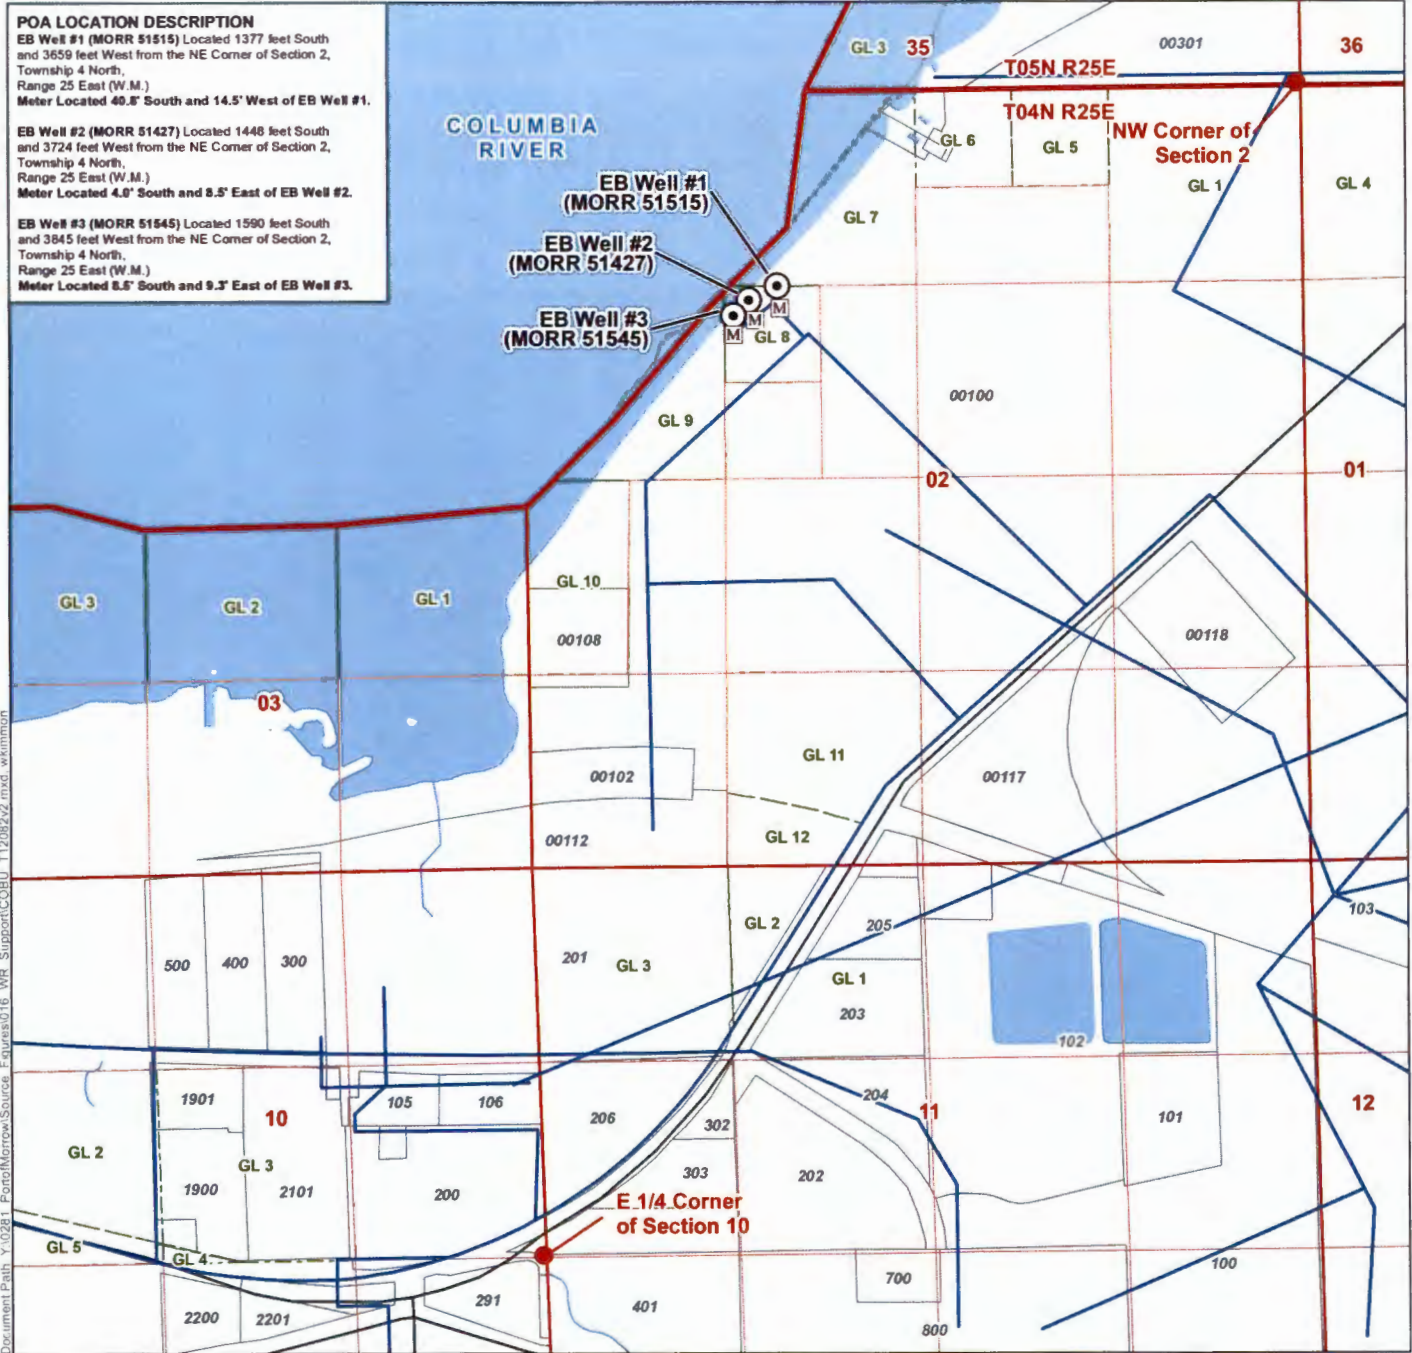 POA LOCATION DESCRIPTION
EB Well #1 (MORR 51515) Located 1377 feet South
and 3659 feet West from the NE Corner of Section 2,
Township 4 North,
Range 25 East (W.M.)
Meter Located 40.8' South and 14.5' West of EB Well #1.
EB Well #2 (MORR 51427) Located 1448 feet South
and 3724 feet West from the NE Corner of Section 2,
Township 4 North,
Range 25 East (W.M.)
Meter Located 4.0' South and 8.5' East of EB Well #2.
EB Well #3 (MORR 51545) Located 1590 feet South
and 3845 feet West from the NE Corner of Section 2,
Township 4 North,
Range 25 East (W.M.)
Meter Located 8.5' South and 9.3' East of EB Well #3.
COLUMBIA
RIVER
GL 3
35
00301
36
T05N R25E
T04N R25E
NW Corner of
Section 2
GL 6
GL 5
GL 1
GL 4
GL 7
EB Well #1
(MORR 51515)
EB Well #2
(MORR 51427)
EB Well #3
(MORR 51545)
M
M
M
GL 8
GL 9
00100
02
01
GL 3
GL 2
GL 1
GL 10
00108
00118
03
GL 11
00102
00117
00112
GL 12
500
400
300
201
GL 3
GL 2
205
103
GL 1
203
102
1901
10
105
106
206
302
204
11
101
12
GL 2
GL 3
1900
2101
200
303
202
E 1/4 Corner
of Section 10
GL 5
GL 4
100
700
2200
2201
291
401
800
Document Path: Y:\0281_PortofMorrow\Source_Figures\016_WR_Support\COBU_T12082v2.mxd, wkimmon